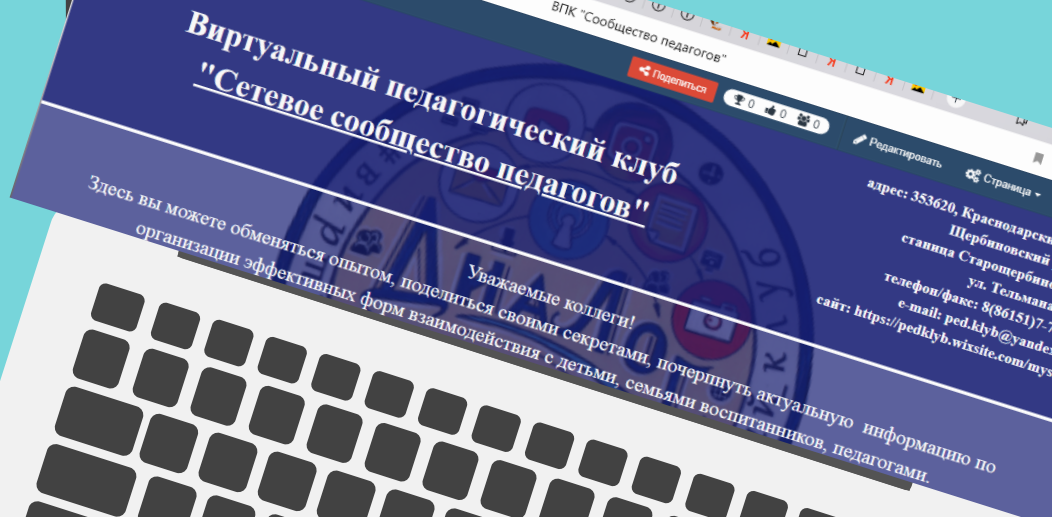 ВПК "Сообщество педагогов"
Поделиться
0 0 0
Редактировать
Страница
Виртуальный педагогический клуб
"Сетевое сообщество педагогов"
адрес: 353620,
Щербиновский
станица
ул. Тельмана
телефон/факс: 8(86151)7-7
e-mail: ped.klyb@yandex
сайт: https://pedklyb.wixsite.com/mys
Уважаемые коллеги!
Здесь вы можете обменяться опытом, поделиться своими секретами, почерпнуть актуальную информацию по
организации эффективных форм взаимодействия с детьми, семьями воспитанников, педагогами.
Диалог